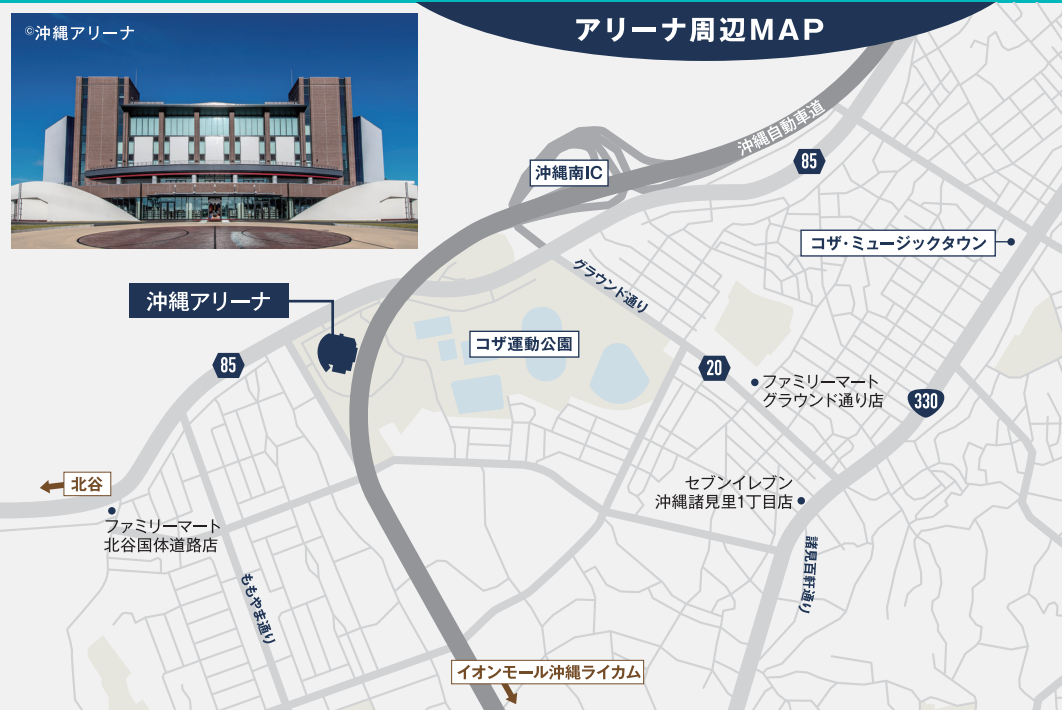 ©沖縄アリーナ
アリーナ周辺MAP
沖縄自動車道
85
沖縄南IC
コザ・ミュージックタウン
グラウンド通り
沖縄アリーナ
コザ運動公園
85
20
ファミリーマート
グラウンド通り店
330
北谷
セブンイレブン
沖縄諸見里1丁目店
ファミリーマート
北谷国体道路店
諸見百軒通り
ももやま通り
イオンモール沖縄ライカム